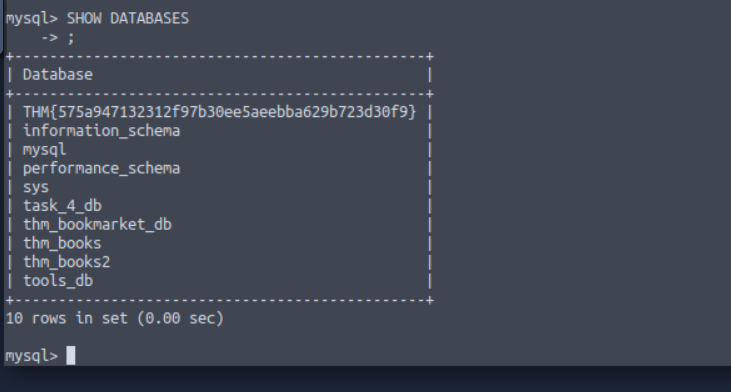 mysql> SHOW DATABASES
    -> ;
+--------------------------------------------+
| Database                                   |
+--------------------------------------------+
| THM{575a947132312f97b30ee5aeebba629b723d30f9} |
| information_schema                         |
| mysql                                      |
| performance_schema                         |
| sys                                        |
| task_4_db                                  |
| thm_bookmarket_db                          |
| thm_books                                  |
| thm_books2                                 |
| tools_db                                   |
+--------------------------------------------+
10 rows in set (0.00 sec)
mysql>